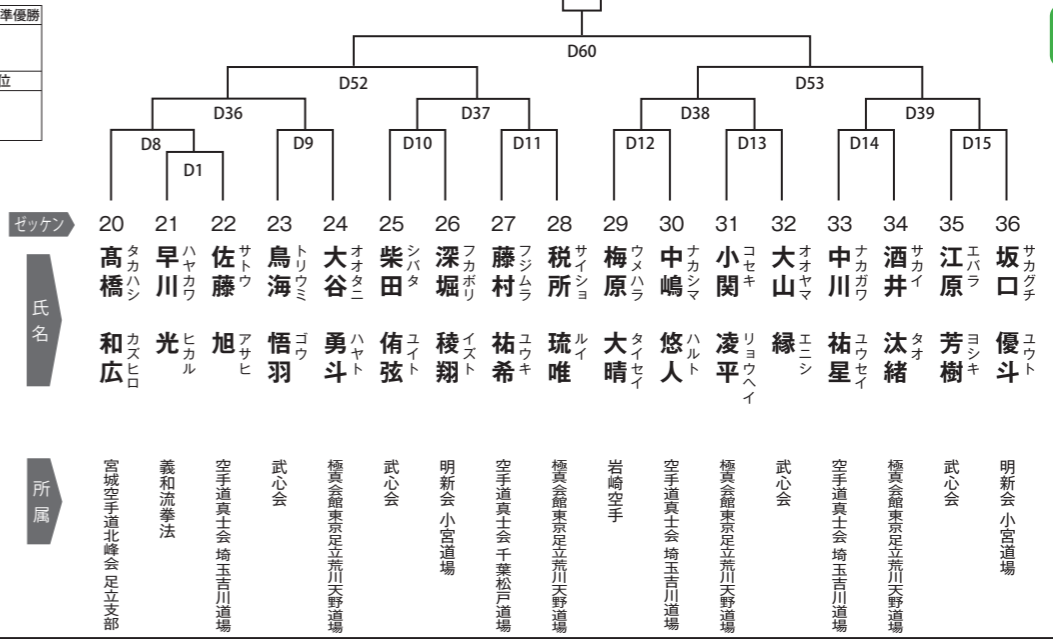 準優勝
位
D60
D52
D53
D36
D37
D38
D39
D8
D9
D10
D11
D12
D13
D14
D15
D1
ゼッケン
20
21
22
23
24
25
26
27
28
29
30
31
32
33
34
35
36
氏名
髙橋 和広
タカハシ カズヒロ
早川 光
ハヤカワ ヒカル
佐藤 旭
サトウ アサヒ
鳥海 悟羽
トリウミ ゴウ
大谷 勇斗
オオタニ ハヤト
柴田 侑弦
シバタ ユイト
深堀 稜翔
フカボリ イズト
藤村 祐希
フジムラ ユウキ
税所 琉唯
サイショ ルイ
梅原 大晴
ウメハラ タイセイ
中嶋 悠人
ナカシマ ハルト
小関 凌平
コセキ リョウヘイ
大山 縁
オオヤマ エニシ
中川 祐星
ナカガワ ユウセイ
酒井 汰緒
サカイ タオ
江原 芳樹
エバラ ヨシキ
坂口 優斗
サカグチ ユウト
所属
宮城空手道北峰会 足立支部
義和流拳法
空手道真士会 埼玉吉川道場
武心会
極真会館東京足立荒川天野道場
武心会
明新会 小宮道場
空手道真士会 千葉松戸道場
極真会館東京足立荒川天野道場
岩崎空手
空手道真士会 埼玉吉川道場
極真会館東京足立荒川天野道場
武心会
空手道真士会 埼玉吉川道場
極真会館東京足立荒川天野道場
武心会
明新会 小宮道場